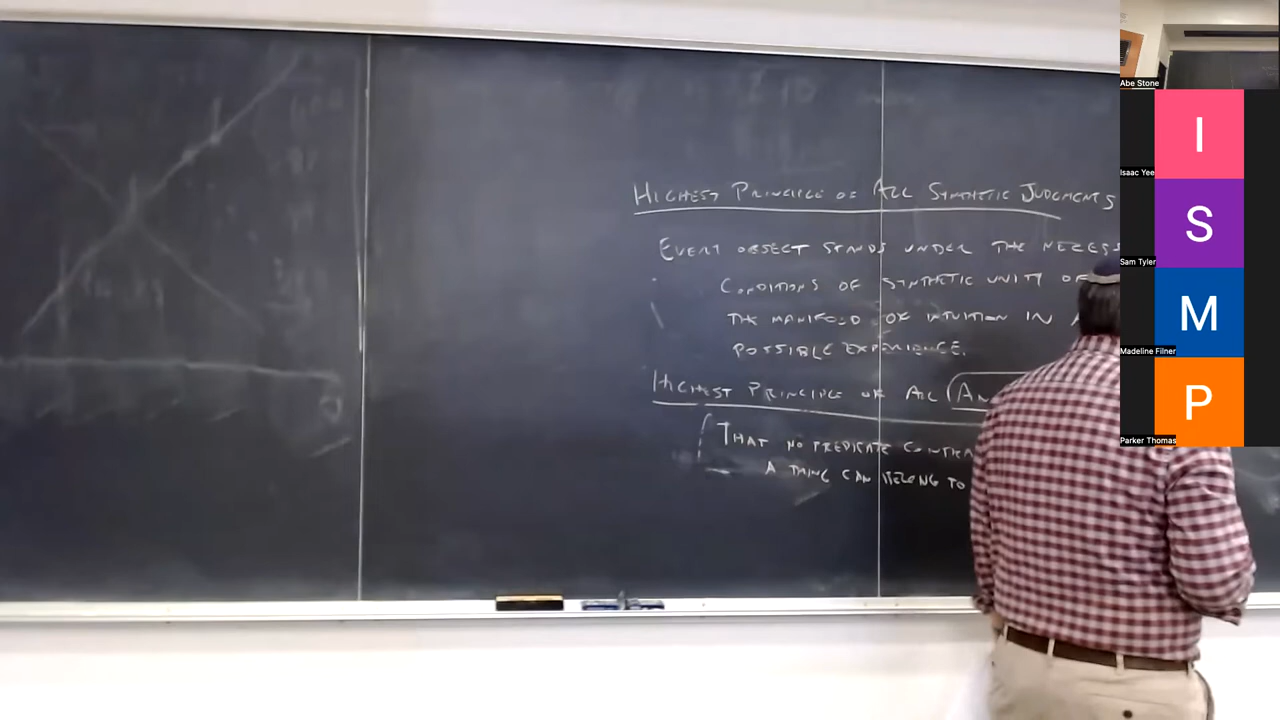 HIGHEST PRINCIPLE OF ALL SYNTHETIC JUDGMENTS
EVERY OBJECT STANDS UNDER THE NECESS
CONDITIONS OF SYNTHETIC UNITY OF
THE MANIFOLD OF INTUITION IN A
POSSIBLE EXPERIENCE.
HIGHEST PRINCIPLE OF ALL AN
THAT NO PREDICATE CONTRA
A THING CAN BELONG TO
Abe Stone
I
Isaac Yee
S
Sam Tyler
M
Madeline Filner
P
Parker Thomas